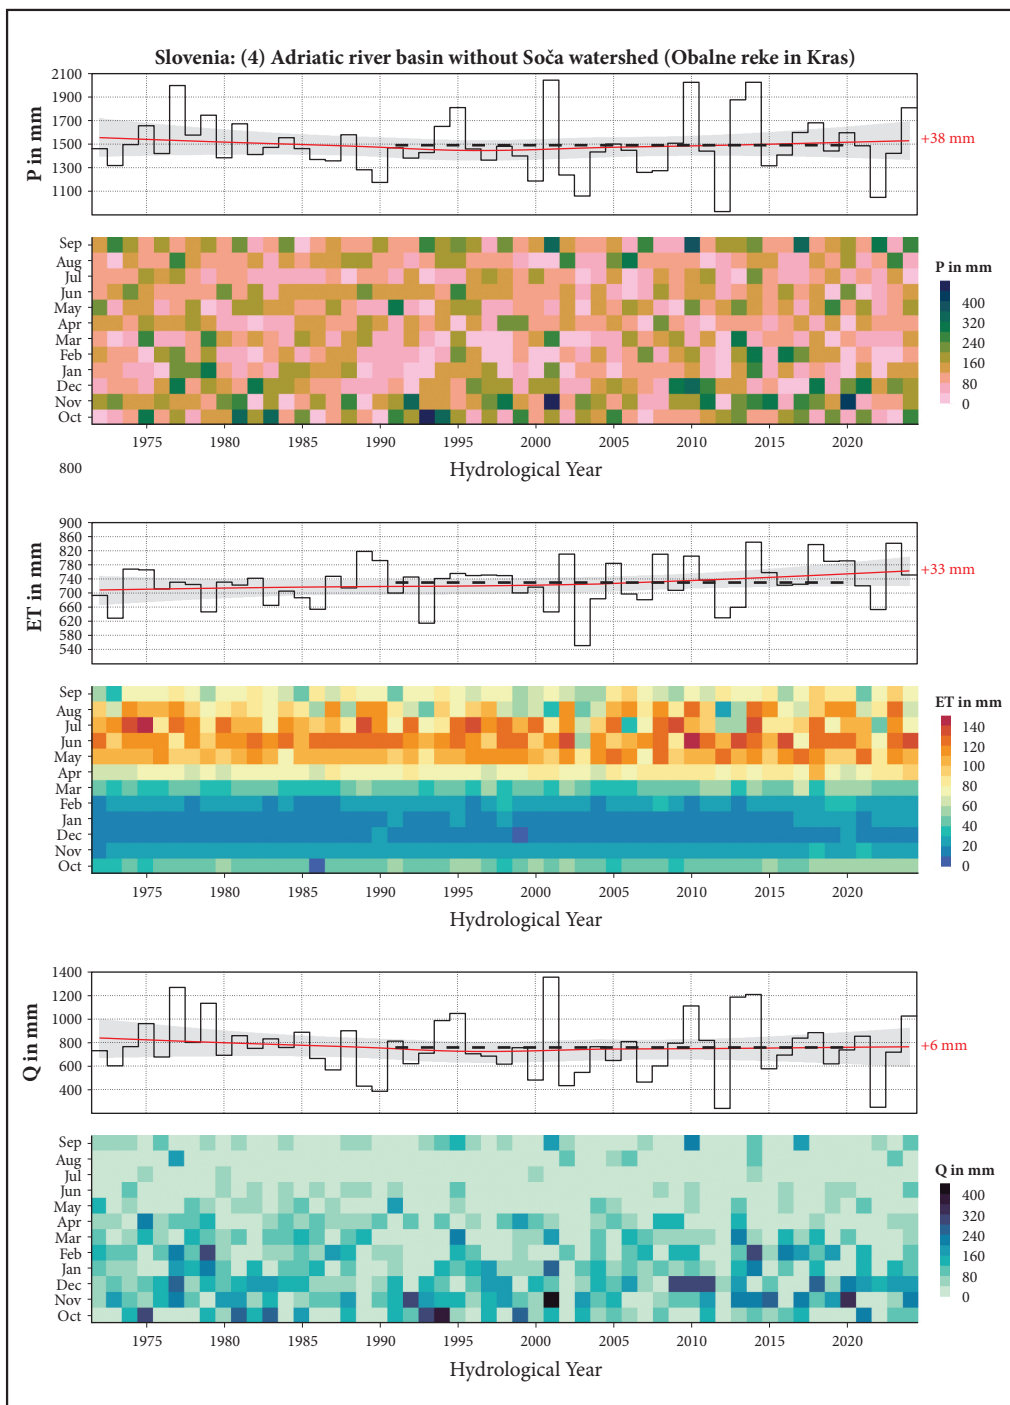 Slovenia: (4) Adriatic river basin without Soča watershed (Obalne reke in Kras)
P in mm
2100
1900
1700
1500
1300
1100
+38 mm
Sep
Aug
Jul
Jun
May
Apr
Mar
Feb
Jan
Dec
Nov
Oct
P in mm
400
320
240
160
80
0
1975 1980 1985 1990 1995 2000 2005 2010 2015 2020
Hydrological Year
800
ET in mm
900
860
820
780
740
700
660
620
580
540
+33 mm
Sep
Aug
Jul
Jun
May
Apr
Mar
Feb
Jan
Dec
Nov
Oct
ET in mm
140
120
100
80
60
40
20
0
1975 1980 1985 1990 1995 2000 2005 2010 2015 2020
Hydrological Year
Q in mm
1400
1200
1000
800
600
400
+6 mm
Sep
Aug
Jul
Jun
May
Apr
Mar
Feb
Jan
Dec
Nov
Oct
Q in mm
400
320
240
160
80
0
1975 1980 1985 1990 1995 2000 2005 2010 2015 2020
Hydrological Year